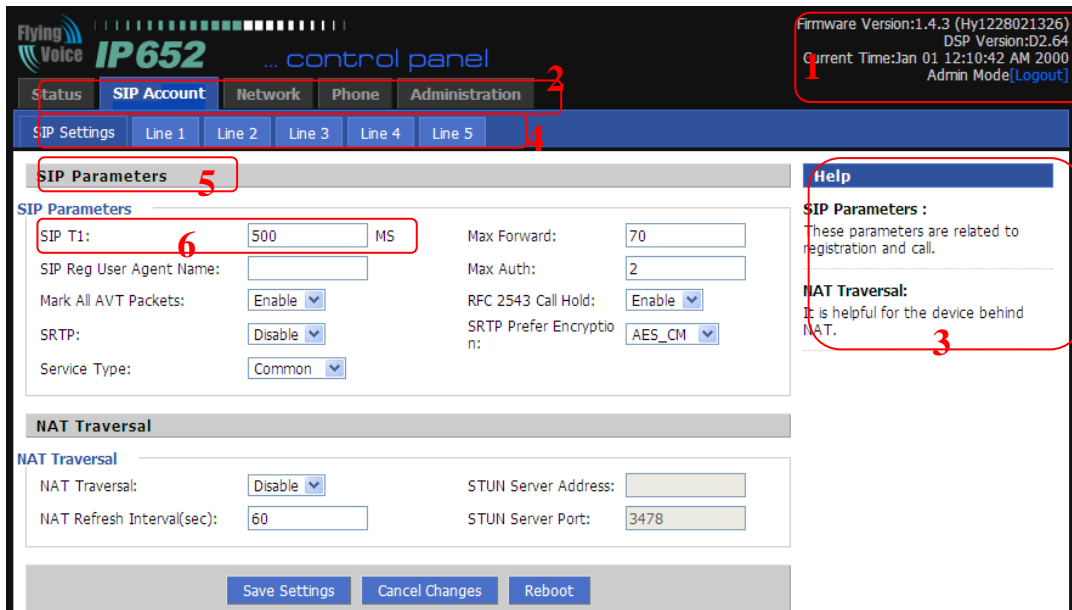 Flying Voice IP652 ... control panel
Firmware Version:1.4.3 (Hy1228021326)
DSP Version:D2.64
Current Time:Jan 01 12:10:42 AM 2000
Admin Mode[Logout]
1
Status SIP Account Network Phone Administration 2
SIP Settings Line 1 Line 2 Line 3 Line 4 Line 5 4
SIP Parameters 5
SIP Parameters
SIP T1: 6 500 MS Max Forward: 70
SIP Reg User Agent Name: Max Auth: 2
Mark All AVT Packets: Enable RFC 2543 Call Hold: Enable
SRTP: Disable SRTP Prefer Encryptio
n: AES_CM
Service Type: Common
NAT Traversal
NAT Traversal
NAT Traversal: Disable STUN Server Address:
NAT Refresh Interval(sec): 60 STUN Server Port: 3478
Save Settings Cancel Changes Reboot
Help
SIP Parameters :
These parameters are related to
registration and call.
NAT Traversal:
It is helpful for the device behind
NAT.
3